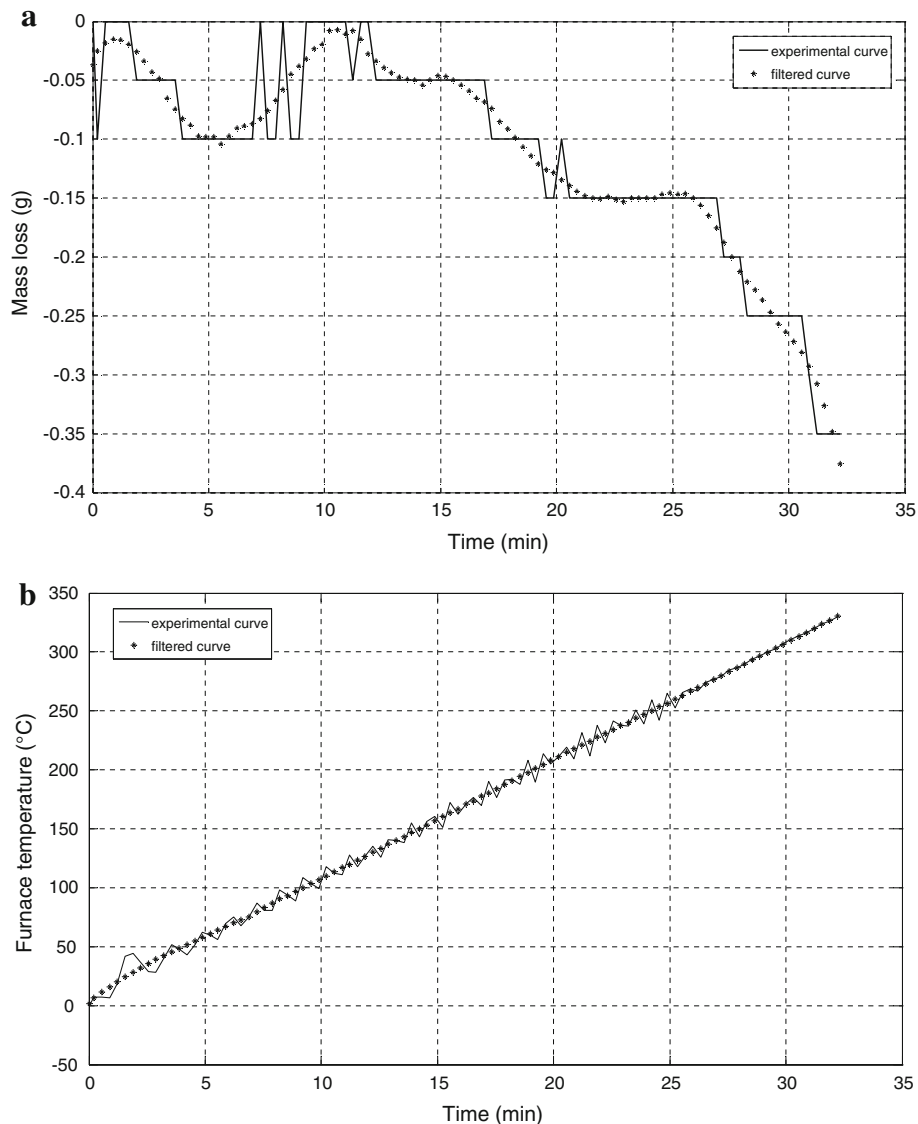 a
0
-0.05
-0.1
-0.15
-0.2
-0.25
-0.3
-0.35
-0.4
Mass loss (g)
experimental curve
filtered curve
0 5 10 15 20 25 30 35
Time (min)
b
350
300
250
200
150
100
50
0
-50
Furnace temperature (°C)
experimental curve
filtered curve
0 5 10 15 20 25 30 35
Time (min)